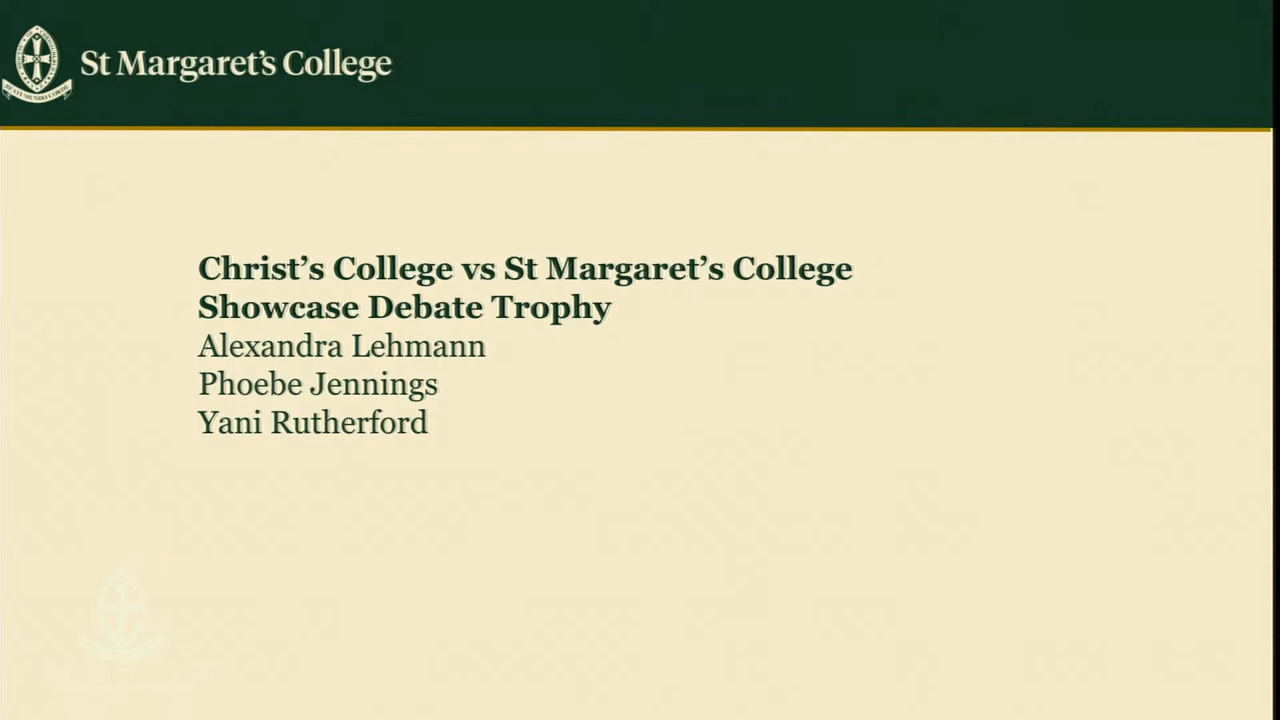 St Margaret's College
Christ’s College vs St Margaret’s College
Showcase Debate Trophy
Alexandra Lehmann
Phoebe Jennings
Yani Rutherford